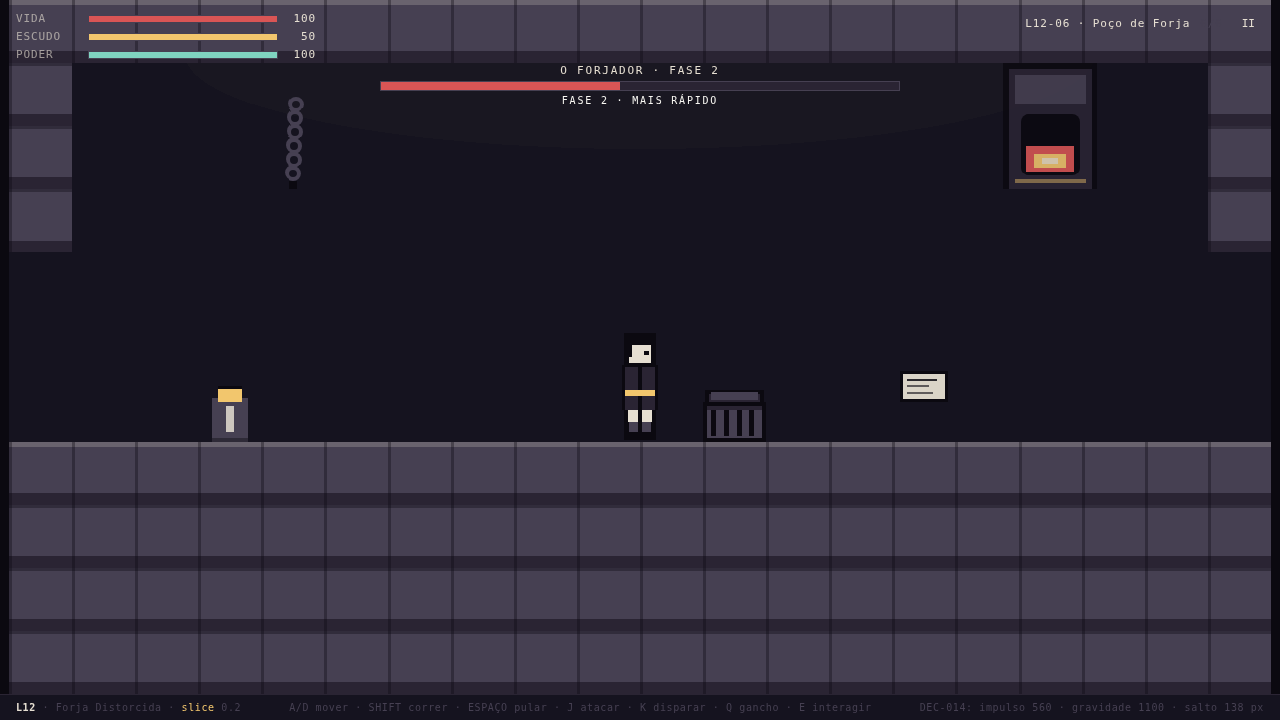 VIDA 100
ESCUDO 50
PODER 100
L12-06 · Poço de Forja II
O FORJADOR · FASE 2
FASE 2 · MAIS RÁPIDO
L12 · Forja Distorcida · slice 0.2
A/D mover · SHIFT correr · ESPAÇO pular · J atacar · K disparar · Q gancho · E interagir
DEC-014: impulso 560 · gravidade 1100 · salto 138 px